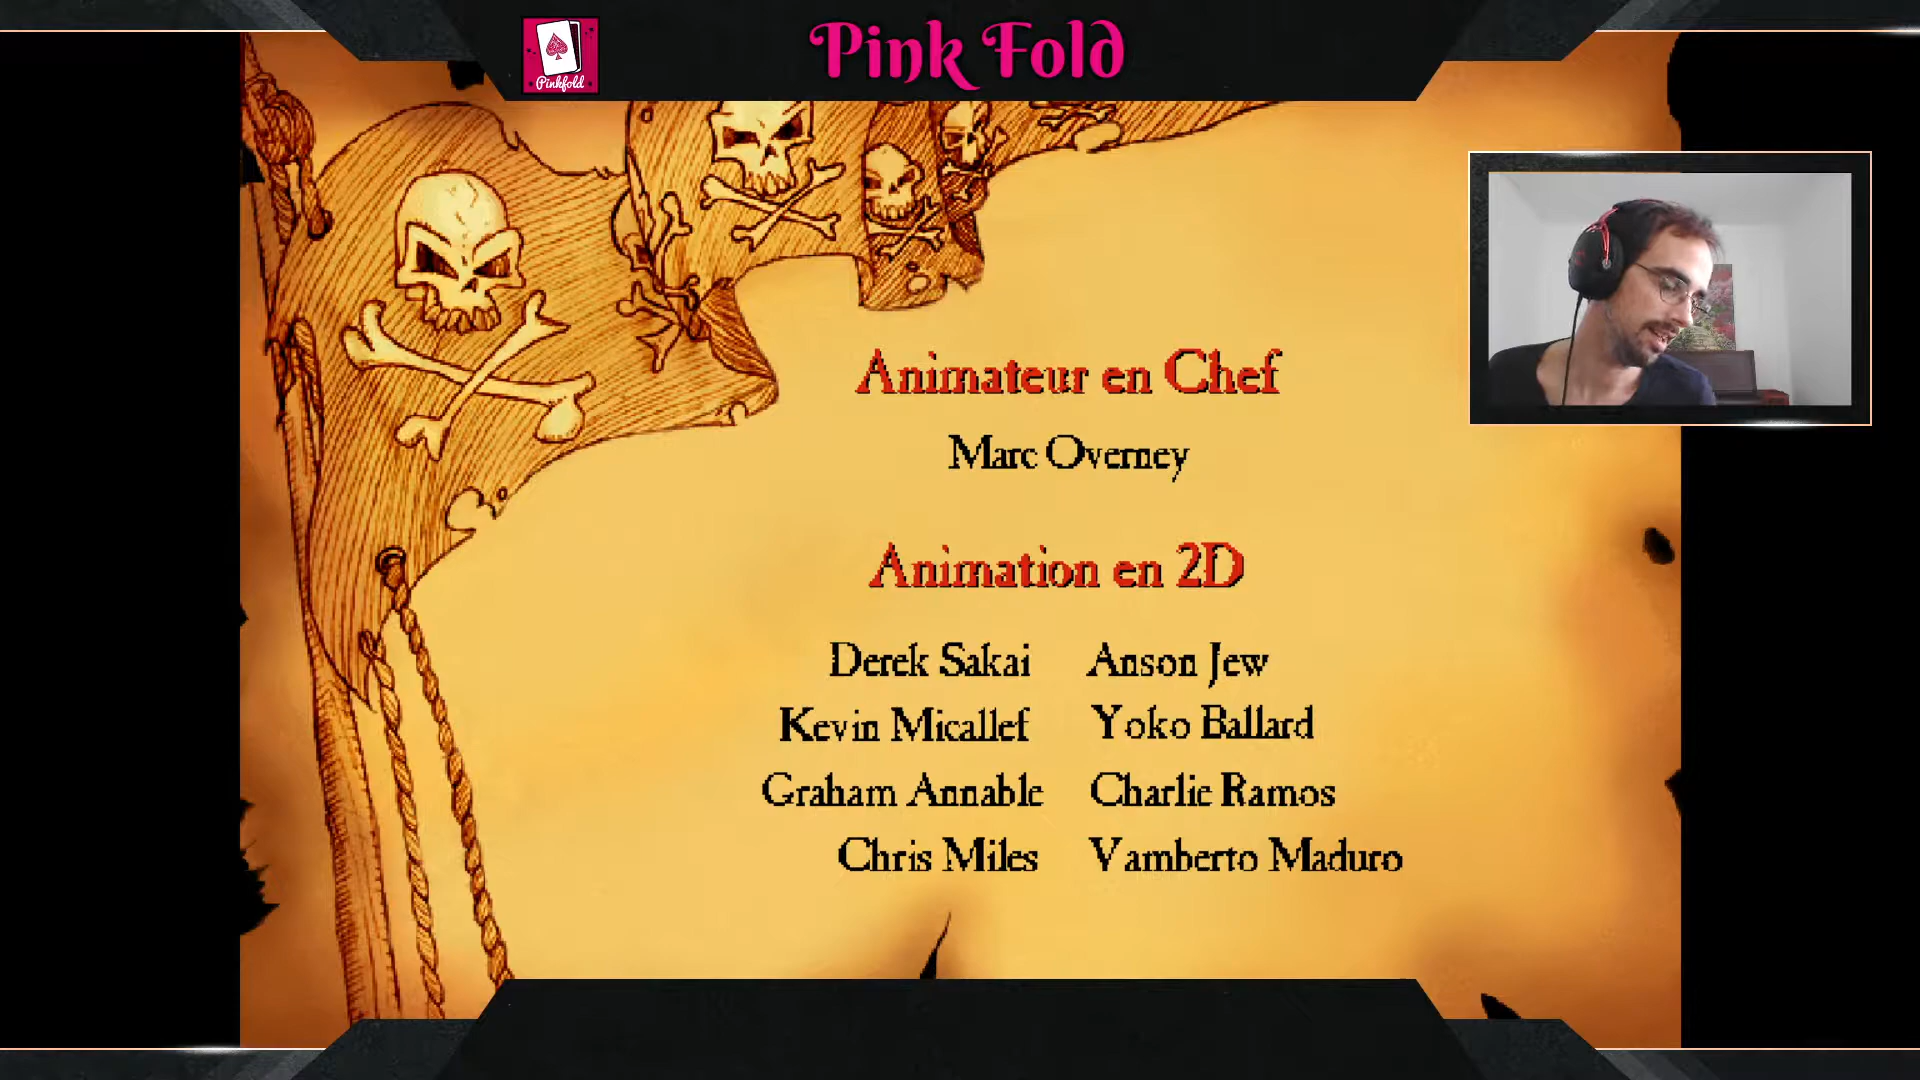 Pinkfold
Pink Fold
Animateur en Chef
Marc Overney
Animation en 2D
Derek Sakai Anson Jew
Kevin Micallef Yoko Ballard
Graham Annable Charlie Ramos
Chris Miles Vamberto Maduro